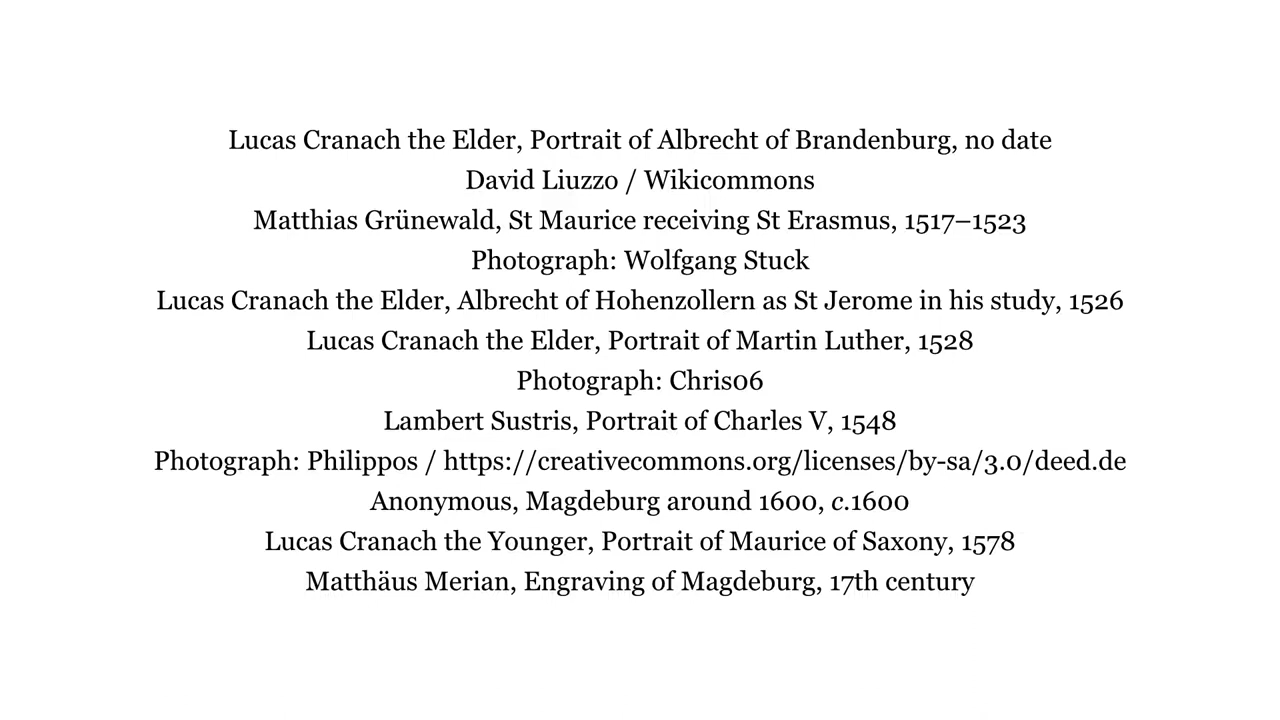 Lucas Cranach the Elder, Portrait of Albrecht of Brandenburg, no date
David Liuzzo / Wikicommons
Matthias Grünewald, St Maurice receiving St Erasmus, 1517–1523
Photograph: Wolfgang Stuck
Lucas Cranach the Elder, Albrecht of Hohenzollern as St Jerome in his study, 1526
Lucas Cranach the Elder, Portrait of Martin Luther, 1528
Photograph: Chris06
Lambert Sustris, Portrait of Charles V, 1548
Photograph: Philippos / https://creativecommons.org/licenses/by-sa/3.0/deed.de
Anonymous, Magdeburg around 1600, c.1600
Lucas Cranach the Younger, Portrait of Maurice of Saxony, 1578
Matthäus Merian, Engraving of Magdeburg, 17th century